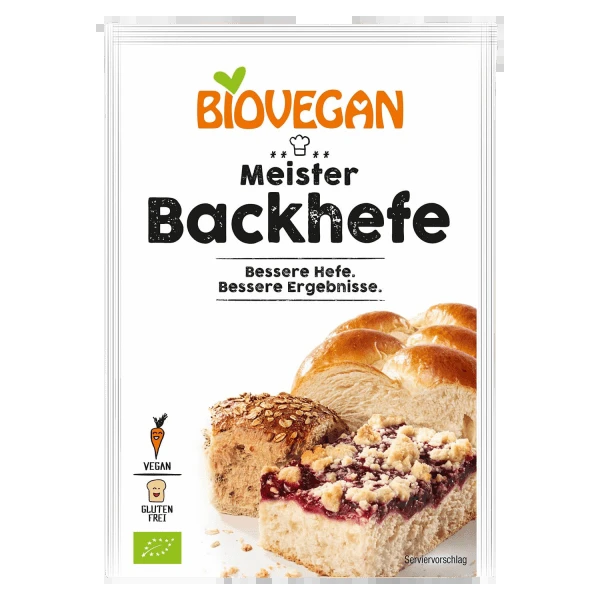 BIOVEGAN
Meister
Backhefe
Bessere Hefe.
Bessere Ergebnisse.
VEGAN
GLUTEN
FREI
Serviervorschlag